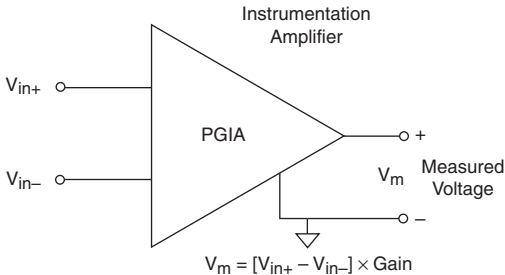 Instrumentation
Amplifier
Vin+
PGIA
+
Vm
Measured
Voltage
Vin–
–
Vm = [Vin+ – Vin–] × Gain